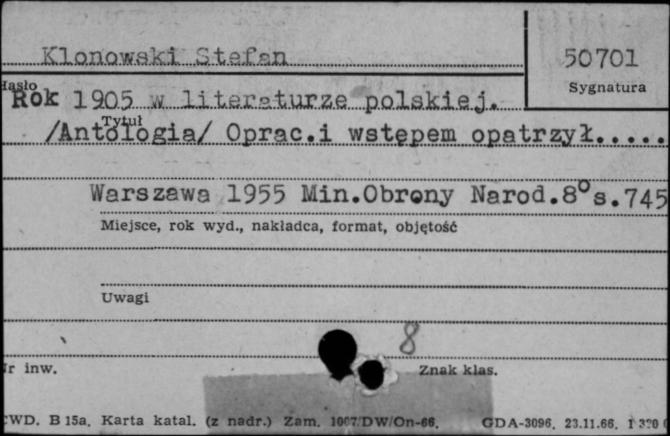 Klonowski Stefan
50701
Hasło
Sygnatura
Rok 1905 w literaturze polskiej.
Tytuł
/Antologia/ Oprac.i wstępem opatrzył.....
Warszawa 1955 Min.Obrony Narod.8° s.745
Miejsce, rok wyd., nakładca, format, objętość
Uwagi
8
Nr inw.
Znak klas.
CWD. B 15a. Karta katal. (z nadr.) Zam. 1067/DW/On-66. GDA-3096. 23.11.66.